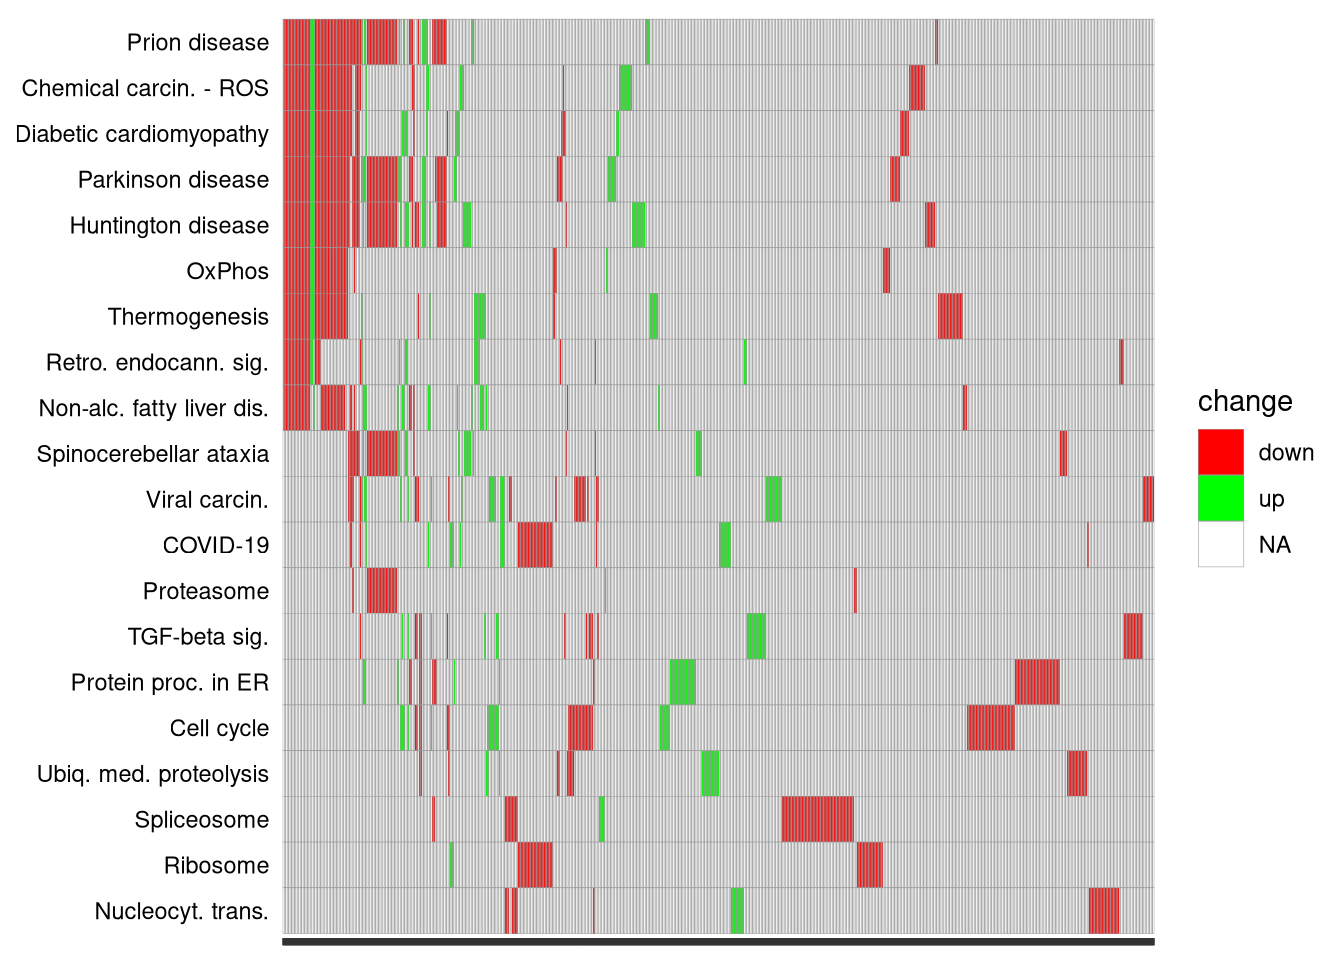 Prion disease
Chemical carcin. - ROS
Diabetic cardiomyopathy
Parkinson disease
Huntington disease
OxPhos
Thermogenesis
Retro. endocann. sig.
Non-alc. fatty liver dis.
Spinocerebellar ataxia
Viral carcin.
COVID-19
Proteasome
TGF-beta sig.
Protein proc. in ER
Cell cycle
Ubiq. med. proteolysis
Spliceosome
Ribosome
Nucleocyt. trans.
change
down
up
NA